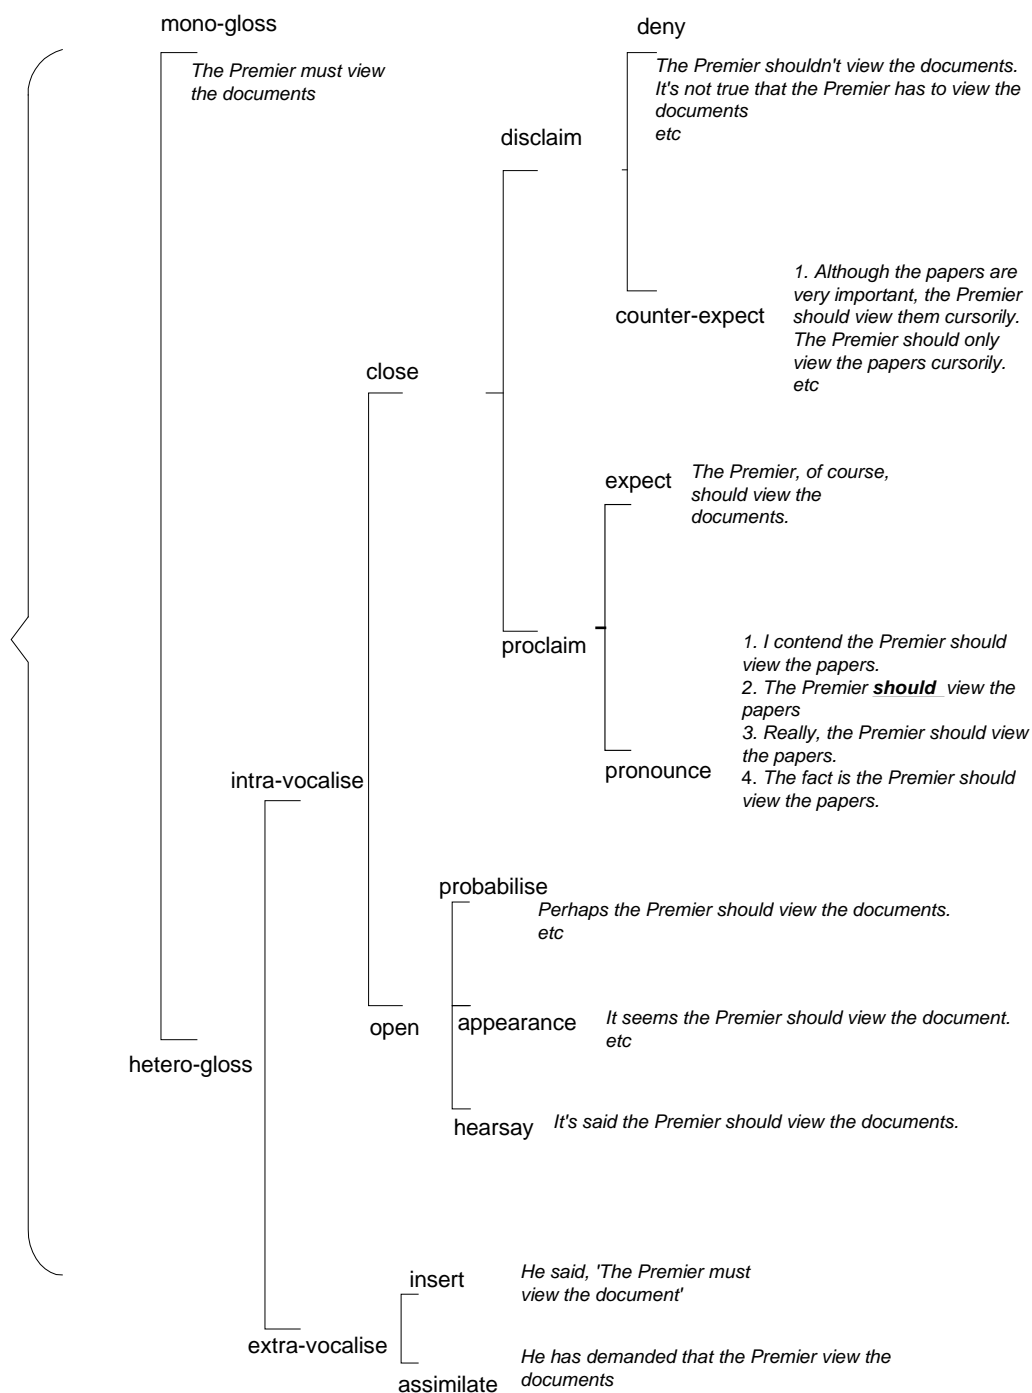 mono-gloss
The Premier must view
the documents
deny
The Premier shouldn't view the documents.
It's not true that the Premier has to view the
documents
etc
disclaim
1. Although the papers are
very important, the Premier
should view them cursorily.
The Premier should only
view the papers cursorily.
etc
counter-expect
close
expect
The Premier, of course,
should view the
documents.
proclaim
1. I contend the Premier should
view the papers.
2. The Premier should view the
papers
3. Really, the Premier should view
the papers.
4. The fact is the Premier should
view the papers.
pronounce
intra-vocalise
probabilise
Perhaps the Premier should view the documents.
etc
open
appearance
It seems the Premier should view the document.
etc
hetero-gloss
hearsay
It's said the Premier should view the documents.
insert
He said, 'The Premier must
view the document'
extra-vocalise
He has demanded that the Premier view the
documents
assimilate